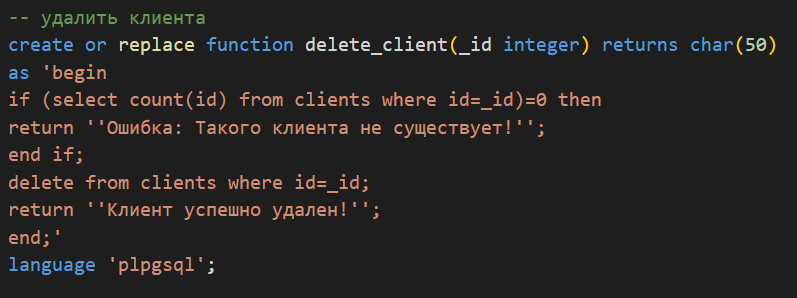 -- удалить клиента
create or replace function delete_client(_id integer) returns char(50)
as 'begin
if (select count(id) from clients where id=_id)=0 then
return ''Ошибка: Такого клиента не существует!'';
end if;
delete from clients where id=_id;
return ''Клиент успешно удален!'';
end;'
language 'plpgsql';